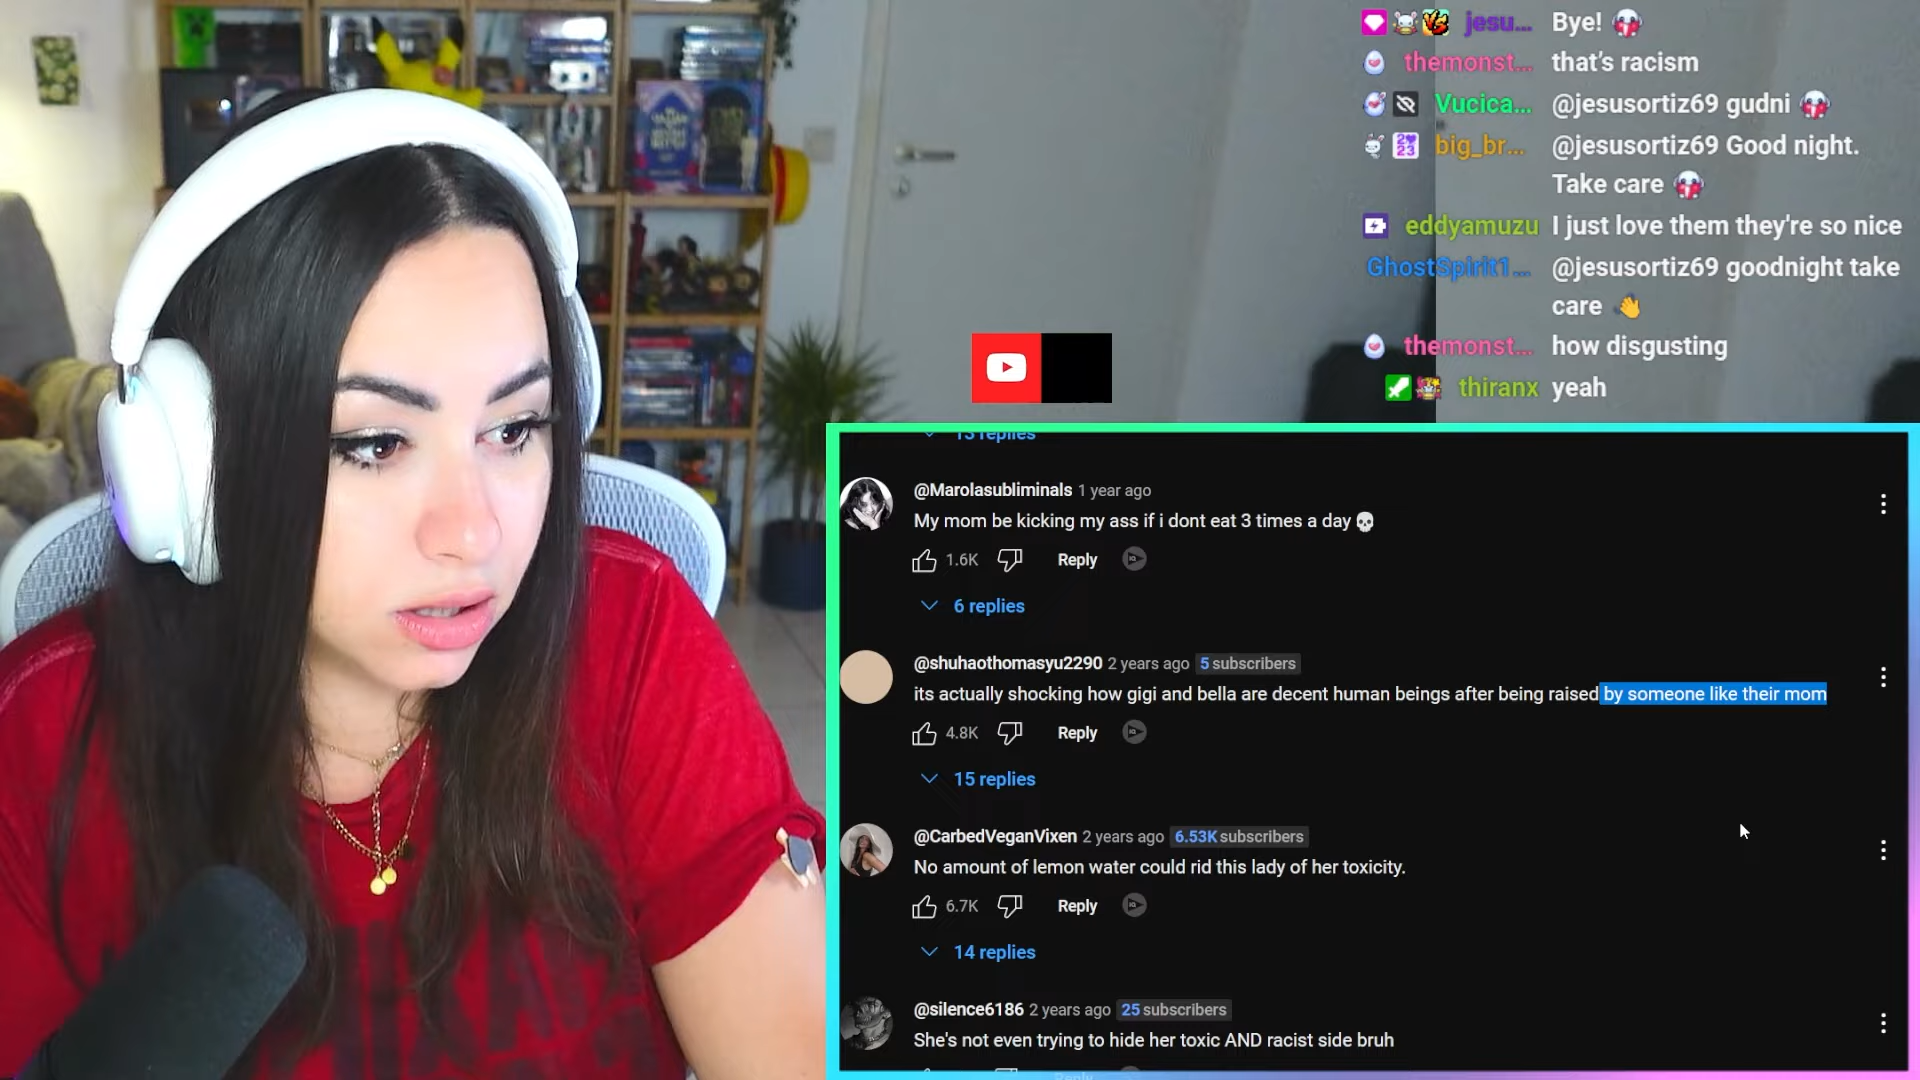 jesu... Bye!
themonst... that's racism
Vucica... @jesusortiz69 gudni
big_br... @jesusortiz69 Good night.
Take care
eddyamuzu I just love them they're so nice
GhostSpirit1... @jesusortiz69 goodnight take
care
themonst... how disgusting
thiranx yeah
13 replies
@Marolasubliminals 1 year ago
My mom be kicking my ass if i dont eat 3 times a day
1.6K Reply
6 replies
@shuhaothomasyu2290 2 years ago 5 subscribers
its actually shocking how gigi and bella are decent human beings after being raised by someone like their mom
4.8K Reply
15 replies
@CarbedVeganVixen 2 years ago 6.53K subscribers
No amount of lemon water could rid this lady of her toxicity.
6.7K Reply
14 replies
@silence6186 2 years ago 25 subscribers
She's not even trying to hide her toxic AND racist side bruh
Reply